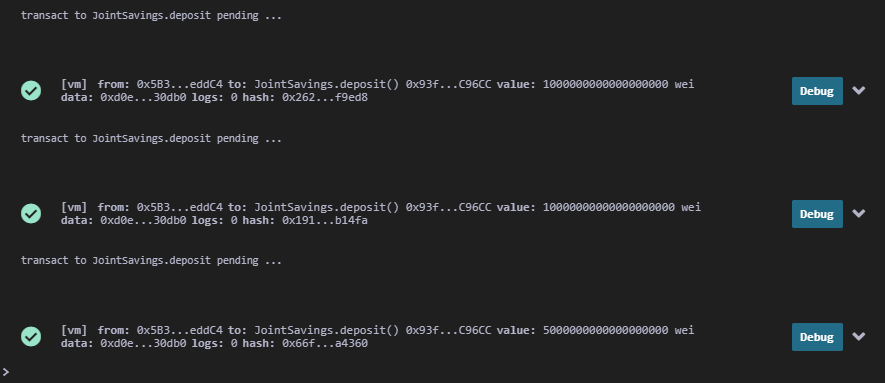 transact to JointSavings.deposit pending ...
[vm] from: 0x5B3...eddC4 to: JointSavings.deposit() 0x93f...C96CC value: 1000000000000000000 wei
data: 0xd0e...30db0 logs: 0 hash: 0x262...f9ed8
Debug
transact to JointSavings.deposit pending ...
[vm] from: 0x5B3...eddC4 to: JointSavings.deposit() 0x93f...C96CC value: 10000000000000000000 wei
data: 0xd0e...30db0 logs: 0 hash: 0x191...b14fa
Debug
transact to JointSavings.deposit pending ...
[vm] from: 0x5B3...eddC4 to: JointSavings.deposit() 0x93f...C96CC value: 5000000000000000000 wei
data: 0xd0e...30db0 logs: 0 hash: 0x66f...a4360
Debug
>